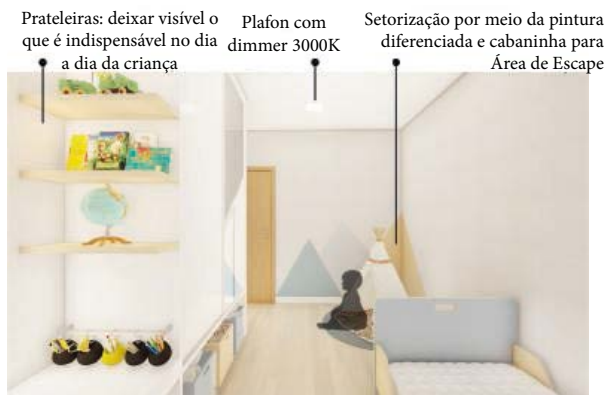 Prateleiras: deixar visível o
que é indispensável no dia
a dia da criança
Plafon com
dimmer 3000K
Setorização por meio da pintura
diferenciada e cabaninha para
Área de Escape